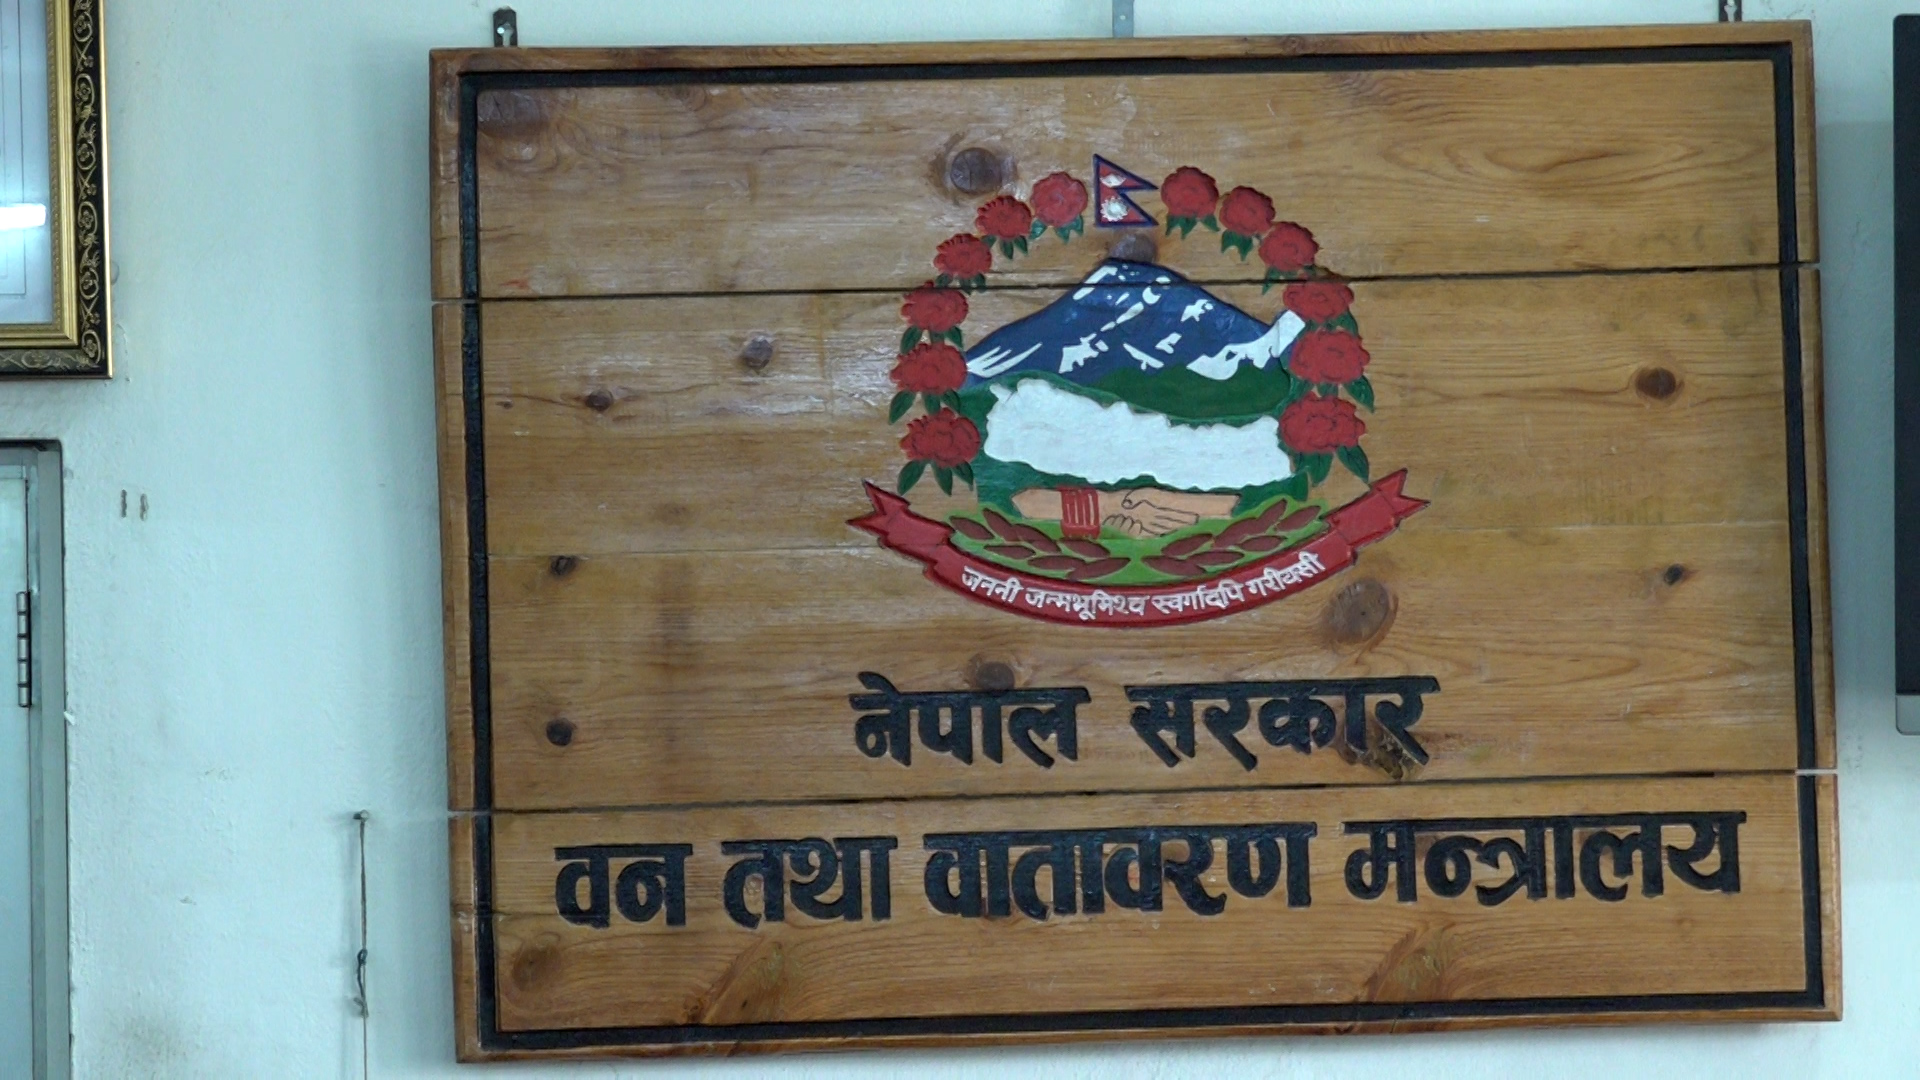 जननी जन्मभूमिश्च स्वर्गादपि गरीयसी
नेपाल सरकार
वन तथा वातावरण मन्त्रालय